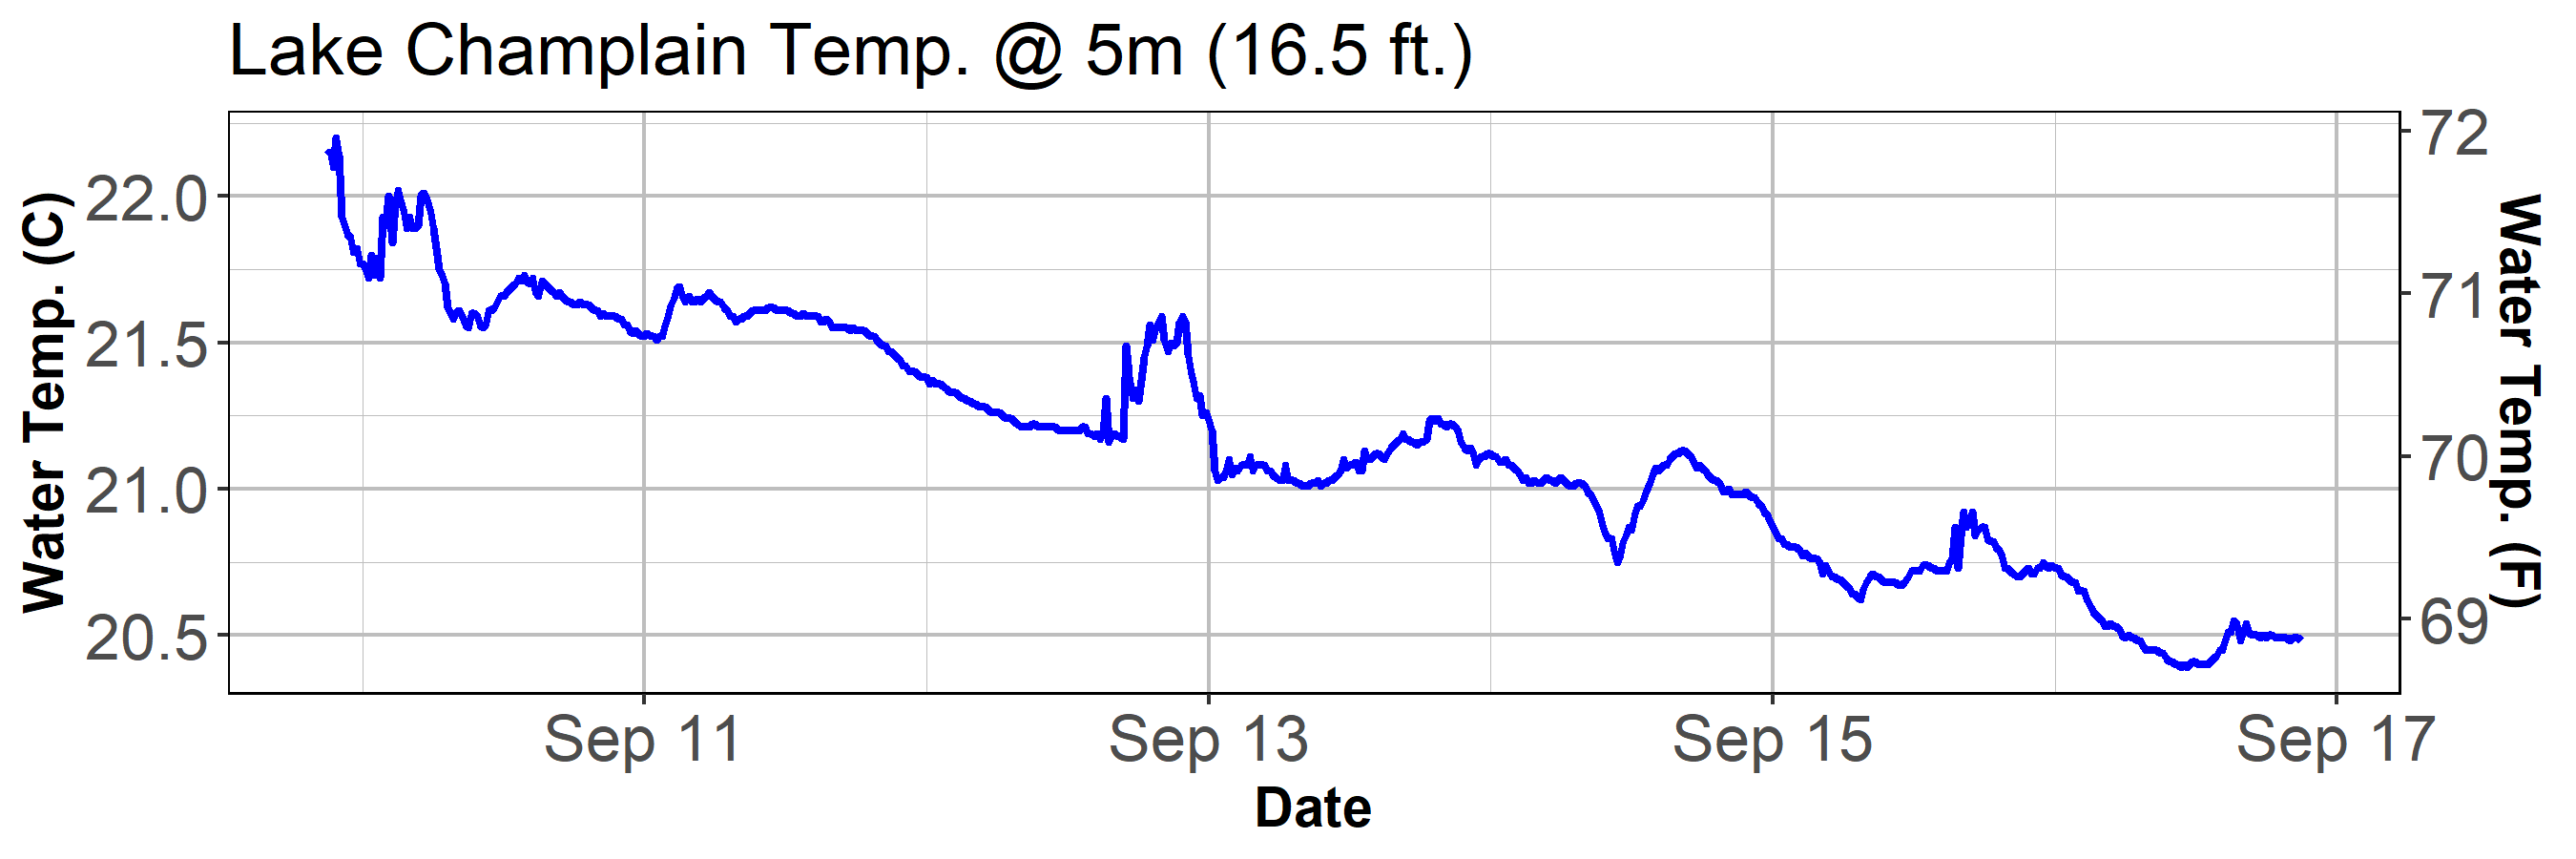 Lake Champlain Temp. @ 5m (16.5 ft.)
Water Temp. (C)
22.0
21.5
21.0
20.5
72
71
70
69
Water Temp. (F)
Sep 11
Sep 13
Sep 15
Sep 17
Date